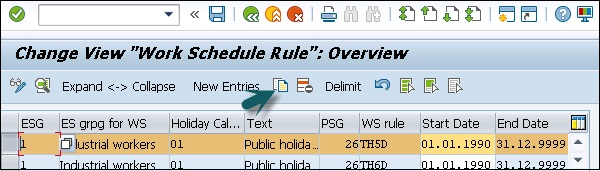 Change View "Work Schedule Rule": Overview
Expand <-> Collapse New Entries Delimit
ESG ES grpg for WS Holiday Cal... Text PSG WS rule Start Date End Date
1 dustrial workers 01 Public holida... 26 TH5D 01.01.1990 31.12.9999
1 Industrial workers 01 Public holida... 26 TH6D 01.01.1990 31.12.9999